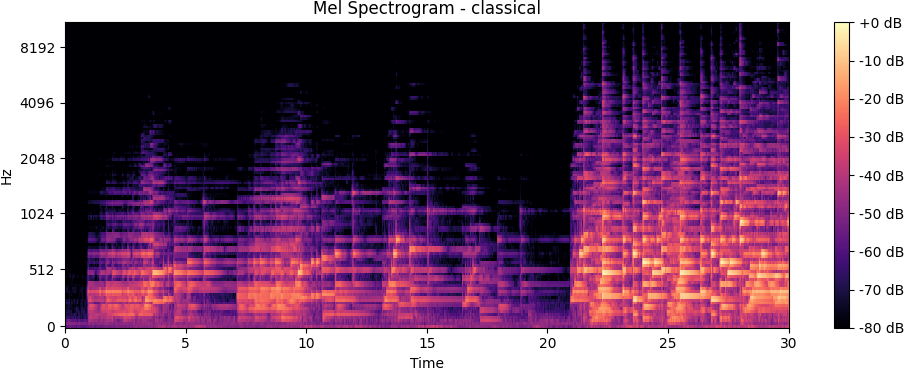 Mel Spectrogram - classical
8192
4096
2048
1024
512
0
Hz
0
5
10
15
20
25
30
Time
+0 dB
-10 dB
-20 dB
-30 dB
-40 dB
-50 dB
-60 dB
-70 dB
-80 dB